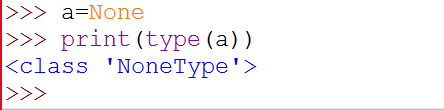 >>> a=None
>>> print(type(a))
<class 'NoneType'>
>>>